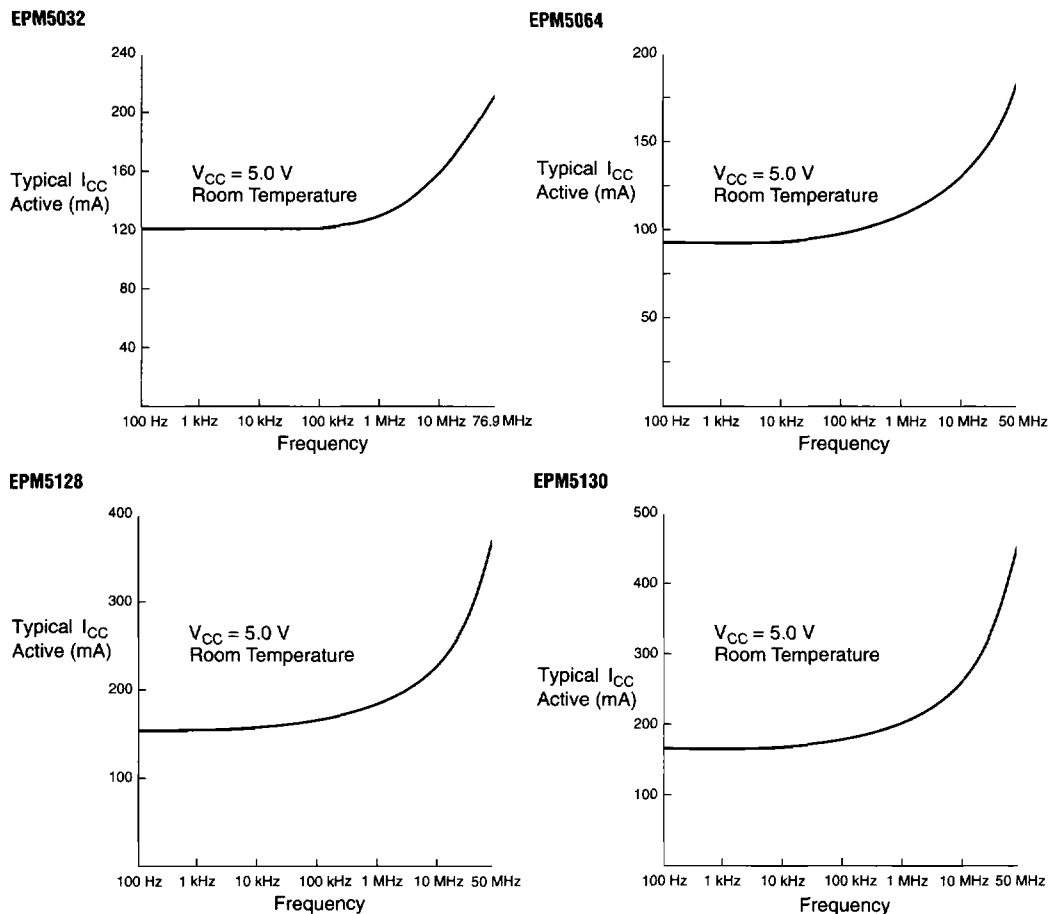 EPM5032
240
200
160
120
80
40
Typical I_CC
Active (mA)
V_CC = 5.0 V
Room Temperature
100 Hz 1 kHz 10 kHz 100 kHz 1 MHz 10 MHz 76.9 MHz
Frequency
EPM5064
200
150
100
50
Typical I_CC
Active (mA)
V_CC = 5.0 V
Room Temperature
100 Hz 1 kHz 10 kHz 100 kHz 1 MHz 10 MHz 50 MHz
Frequency
EPM5128
400
300
200
100
Typical I_CC
Active (mA)
V_CC = 5.0 V
Room Temperature
100 Hz 1 kHz 10 kHz 100 kHz 1 MHz 10 MHz 50 MHz
Frequency
EPM5130
500
400
300
200
100
Typical I_CC
Active (mA)
V_CC = 5.0 V
Room Temperature
100 Hz 1 kHz 10 kHz 100 kHz 1 MHz 10 MHz 50 MHz
Frequency